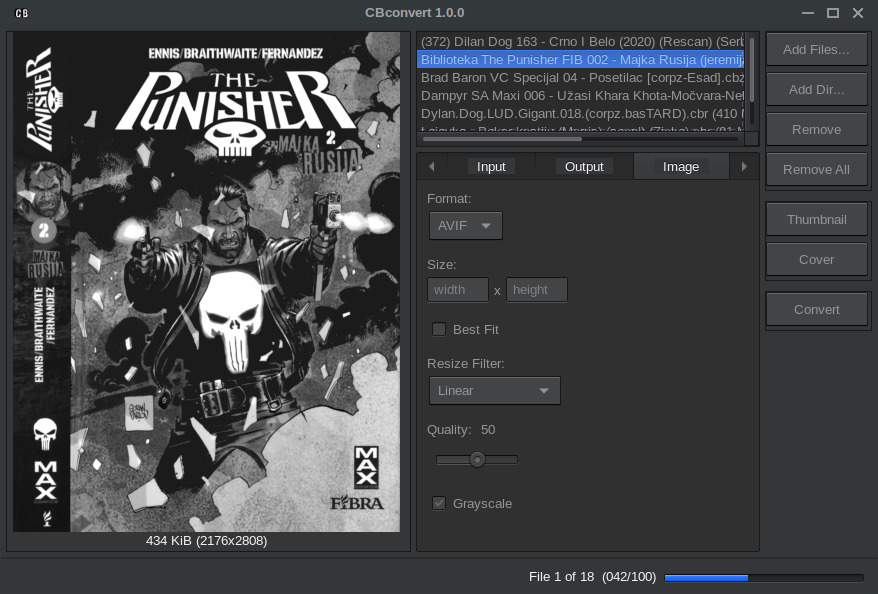 CB
CBconvert 1.0.0
THE PUNISHER
2
MAJKA
RUSIJA
ENNIS/BRAITHWAITE
/FERNANDEZ
MAX
ENNIS/BRAITHWAITE/FERNANDEZ
THE
PUNISHER
MAJKA 2
RUSIJA
MAX
FIBRA
434 KiB (2176x2808)
(372) Dilan Dog 163 - Crno I Belo (2020) (Rescan) (Ser
Biblioteka The Punisher FIB 002 - Majka Rusija (jeremij
Brad Baron VC Specijal 04 - Posetilac [corpz-Esad].cbz
Dampyr SA Maxi 006 - Užasi Khara Khota-Močvara-Ne
Dylan.Dog.LUD.Gigant.018.(corpz.basTARD).cbr (410
Input
Output
Image
Format:
AVIF
Size:
width x height
Best Fit
Resize Filter:
Linear
Quality: 50
Grayscale
Add Files...
Add Dir...
Remove
Remove All
Thumbnail
Cover
Convert
File 1 of 18 (042/100)